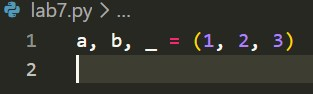 lab7.py > ...
1 a, b, _ = (1, 2, 3)
2